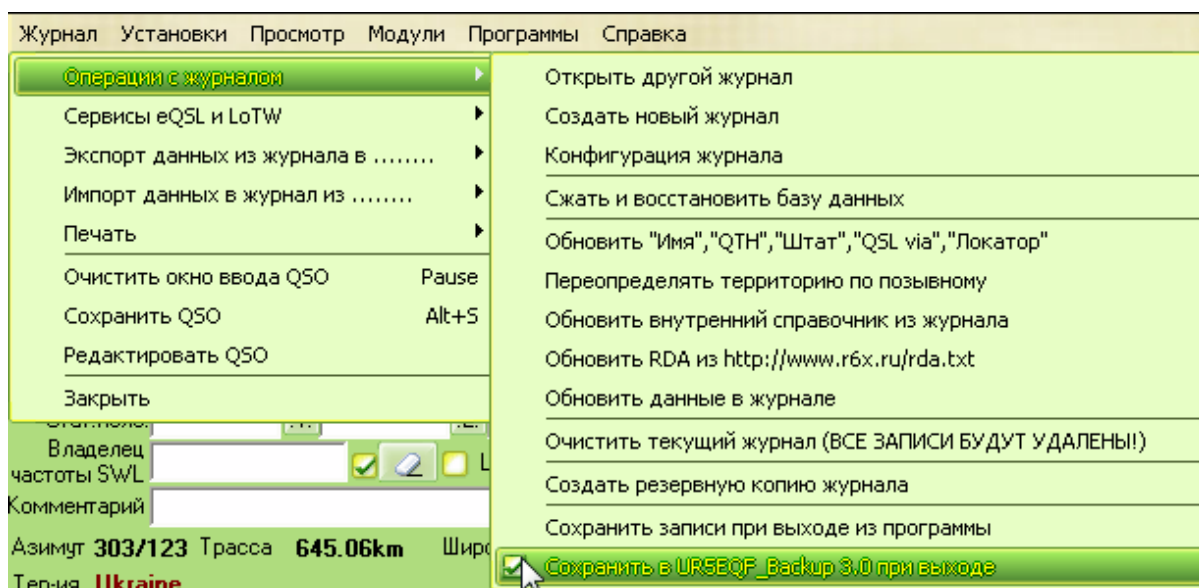 Журнал Установки Просмотр Модули Программы Справка
Операции с журналом
Сервисы eQSL и LoTW
Экспорт данных из журнала в ........
Импорт данных в журнал из ........
Печать
Очистить окно ввода QSO Pause
Сохранить QSO Alt+S
Редактировать QSO
Закрыть
Открыть другой журнал
Создать новый журнал
Конфигурация журнала
Сжать и восстановить базу данных
Обновить "Имя","QTH","Штат","QSL via","Локатор"
Переопределять территорию по позывному
Обновить внутренний справочник из журнала
Обновить RDA из http://www.r6x.ru/rda.txt
Обновить данные в журнале
Очистить текущий журнал (ВСЕ ЗАПИСИ БУДУТ УДАЛЕНЫ!)
Создать резервную копию журнала
Сохранить записи при выходе из программы
Сохранить в UR5EQF_Backup 3.0 при выходе
Владелец
частоты SWL
Комментарий
Азимут 303/123 Трасса 645.06km
Тер-ия Ukraine